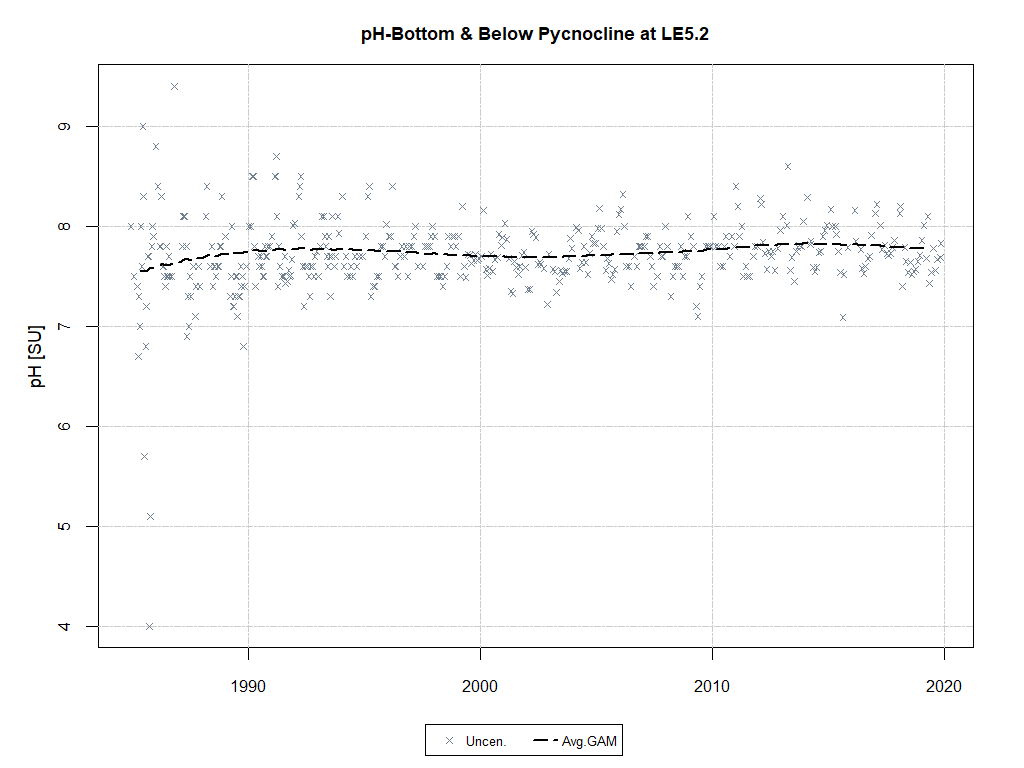 pH-Bottom & Below Pycnocline at LE5.2
pH [SU]
9
8
7
6
5
4
1990
2000
2010
2020
Uncen.
Avg.GAM